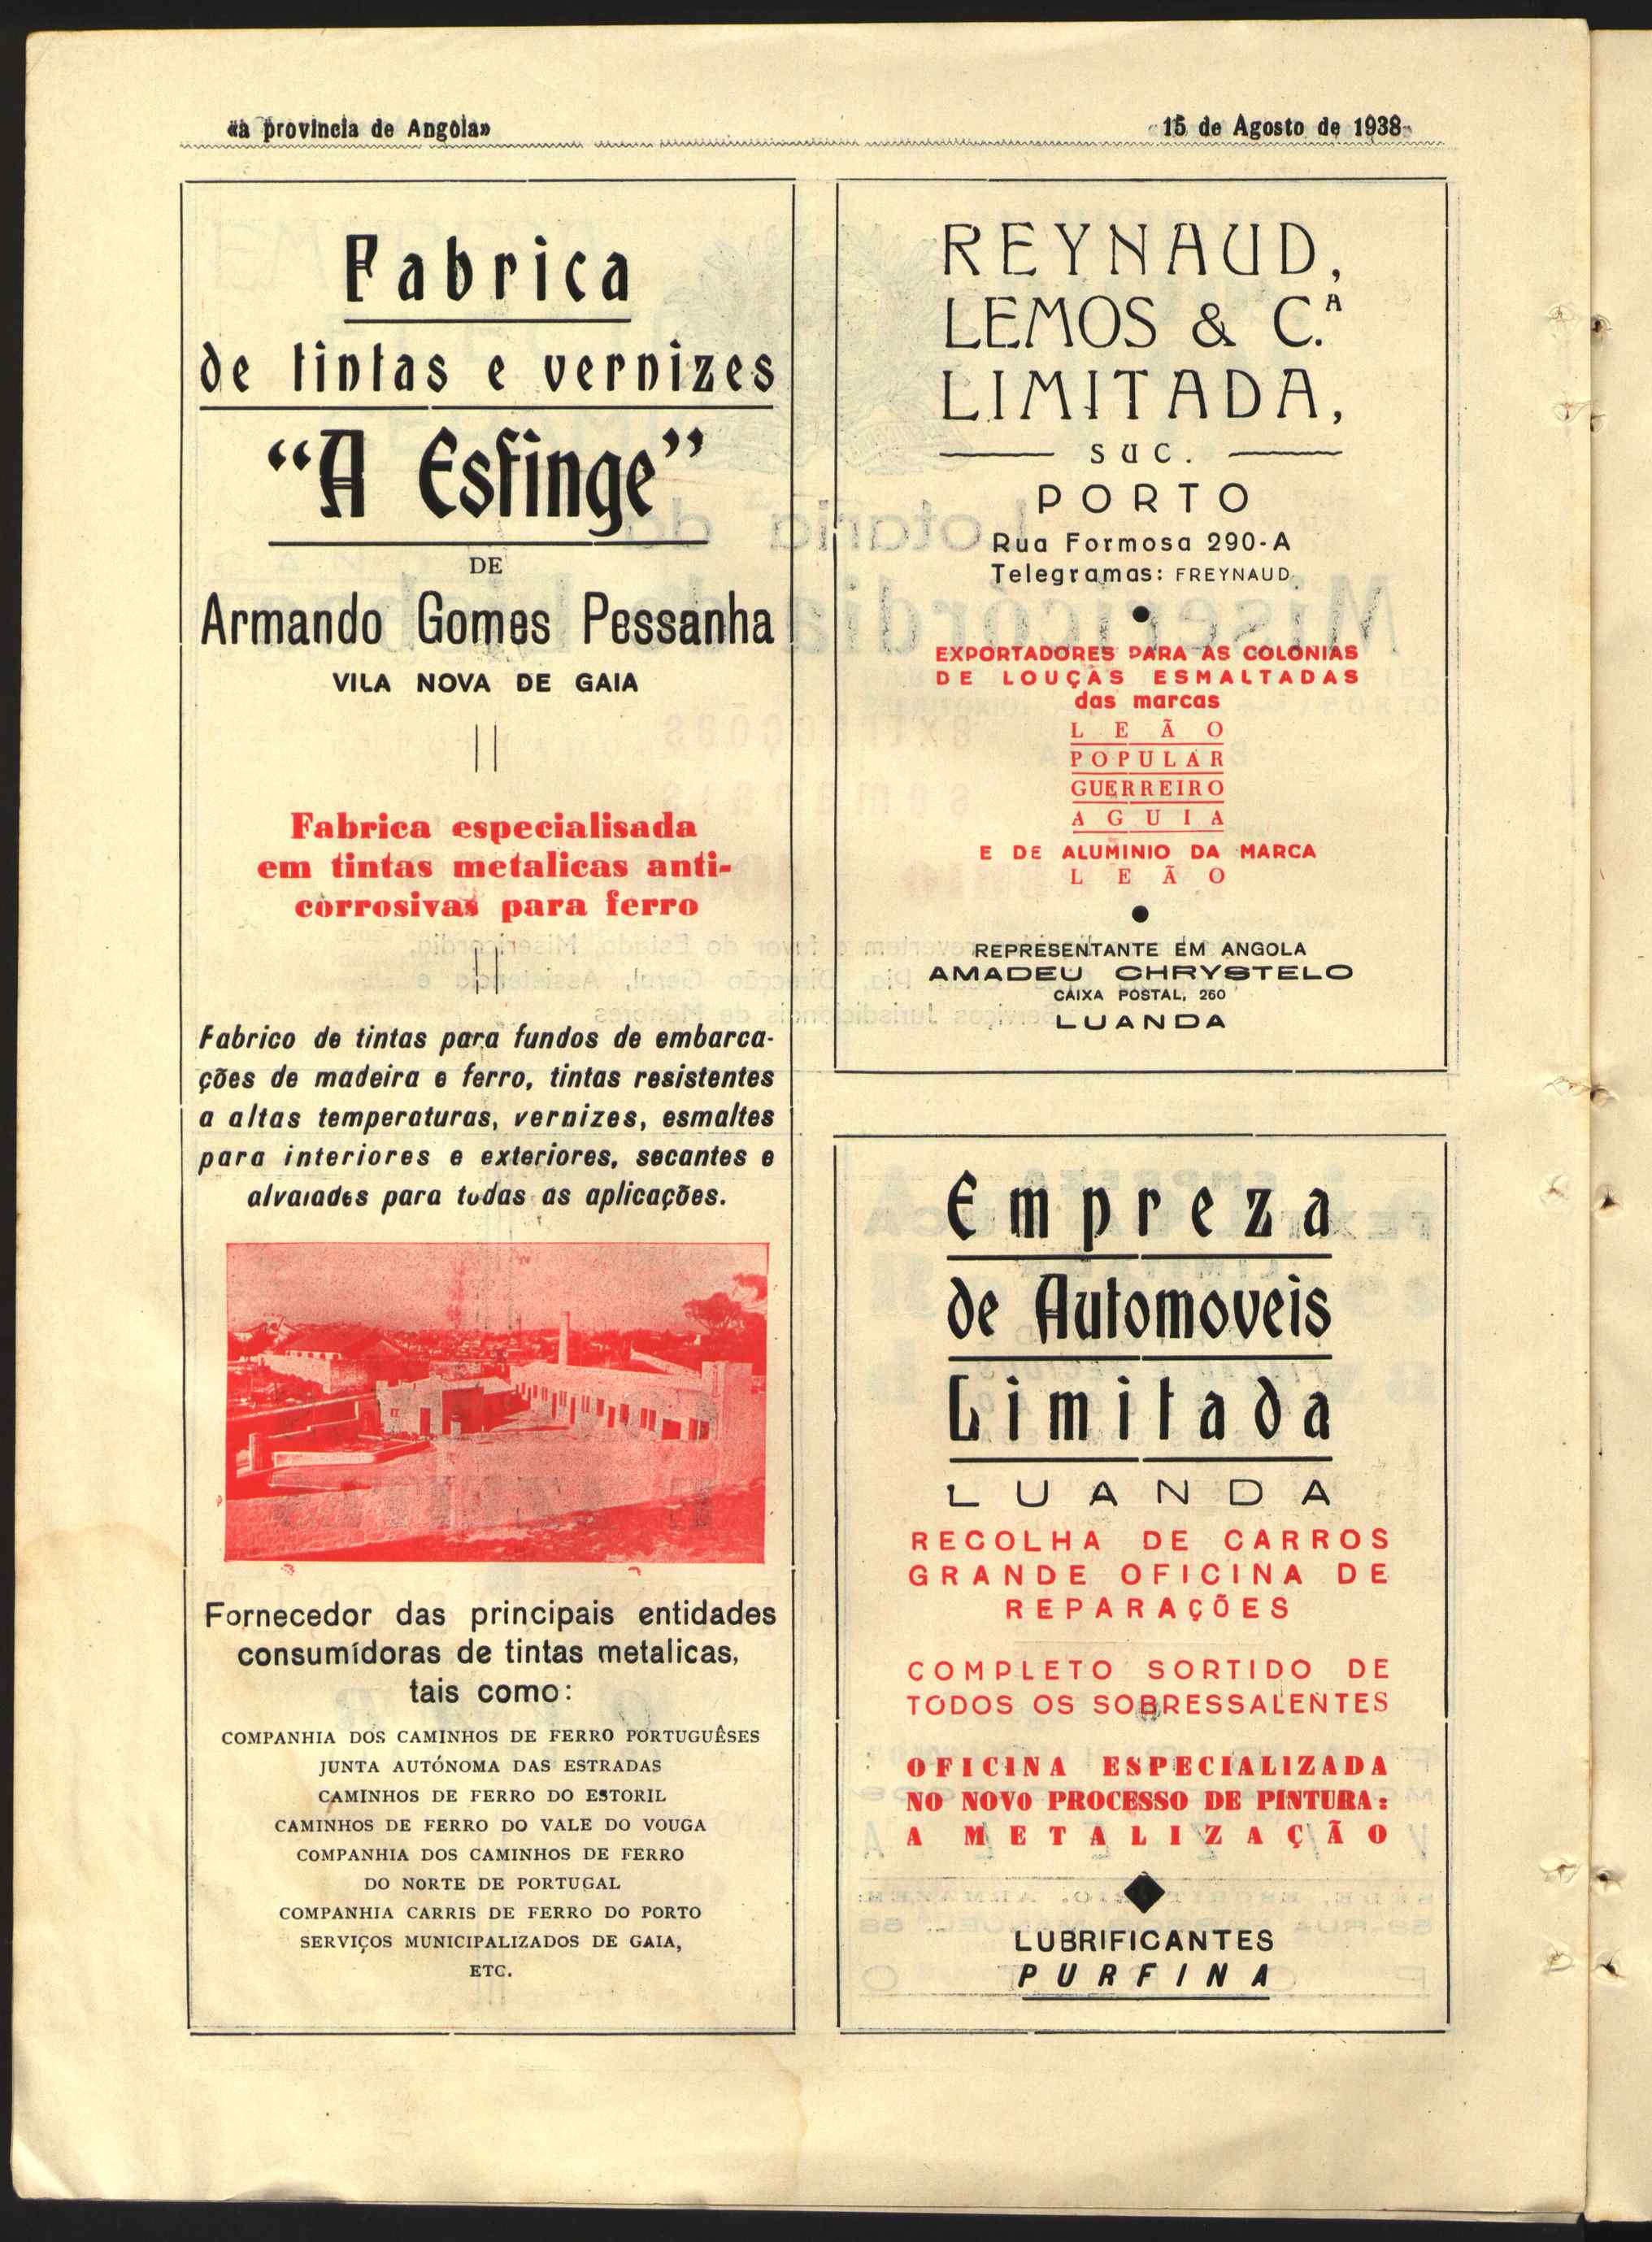 «a provincia de Angola»
15 de Agosto de 1938
Fabrica
de tintas e vernizes
“A Esfinge”
DE
Armando Gomes Pessanha
VILA NOVA DE GAIA
Fabrica especialisada
em tintas metalicas anti-
corrosivas para ferro
Fabrico de tintas para fundos de embarca-
ções de madeira e ferro, tintas resistentes
a altas temperaturas, vernizes, esmaltes
para interiores e exteriores, secantes e
alvaiades para todas as aplicações.
Fornecedor das principais entidades
consumídoras de tintas metalicas,
tais como:
COMPANHIA DOS CAMINHOS DE FERRO PORTUGUÊSES
JUNTA AUTÓNOMA DAS ESTRADAS
CAMINHOS DE FERRO DO ESTORIL
CAMINHOS DE FERRO DO VALE DO VOUGA
COMPANHIA DOS CAMINHOS DE FERRO
DO NORTE DE PORTUGAL
COMPANHIA CARRIS DE FERRO DO PORTO
SERVIÇOS MUNICIPALIZADOS DE GAIA,
ETC.
REYNAUD,
LEMOS & C.ª
LIMITADA,
SUC.
PORTO
Rua Formosa 290-A
Telegramas: FREYNAUD
EXPORTADORES PARA AS COLONIAS
DE LOUÇAS ESMALTADAS
das marcas
LEÃO
POPULAR
GUERREIRO
AGUIA
E DE ALUMINIO DA MARCA
LEÃO
REPRESENTANTE EM ANGOLA
AMADEU CHRYSTELO
CAIXA POSTAL, 260
LUANDA
Empreza
de Automoveis
Limitada
LUANDA
RECOLHA DE CARROS
GRANDE OFICINA DE
REPARAÇÕES
COMPLETO SORTIDO DE
TODOS OS SOBRESSALENTES
OFICINA ESPECIALIZADA
NO NOVO PROCESSO DE PINTURA:
A METALIZAÇÃO
LUBRIFICANTES
PURFINA